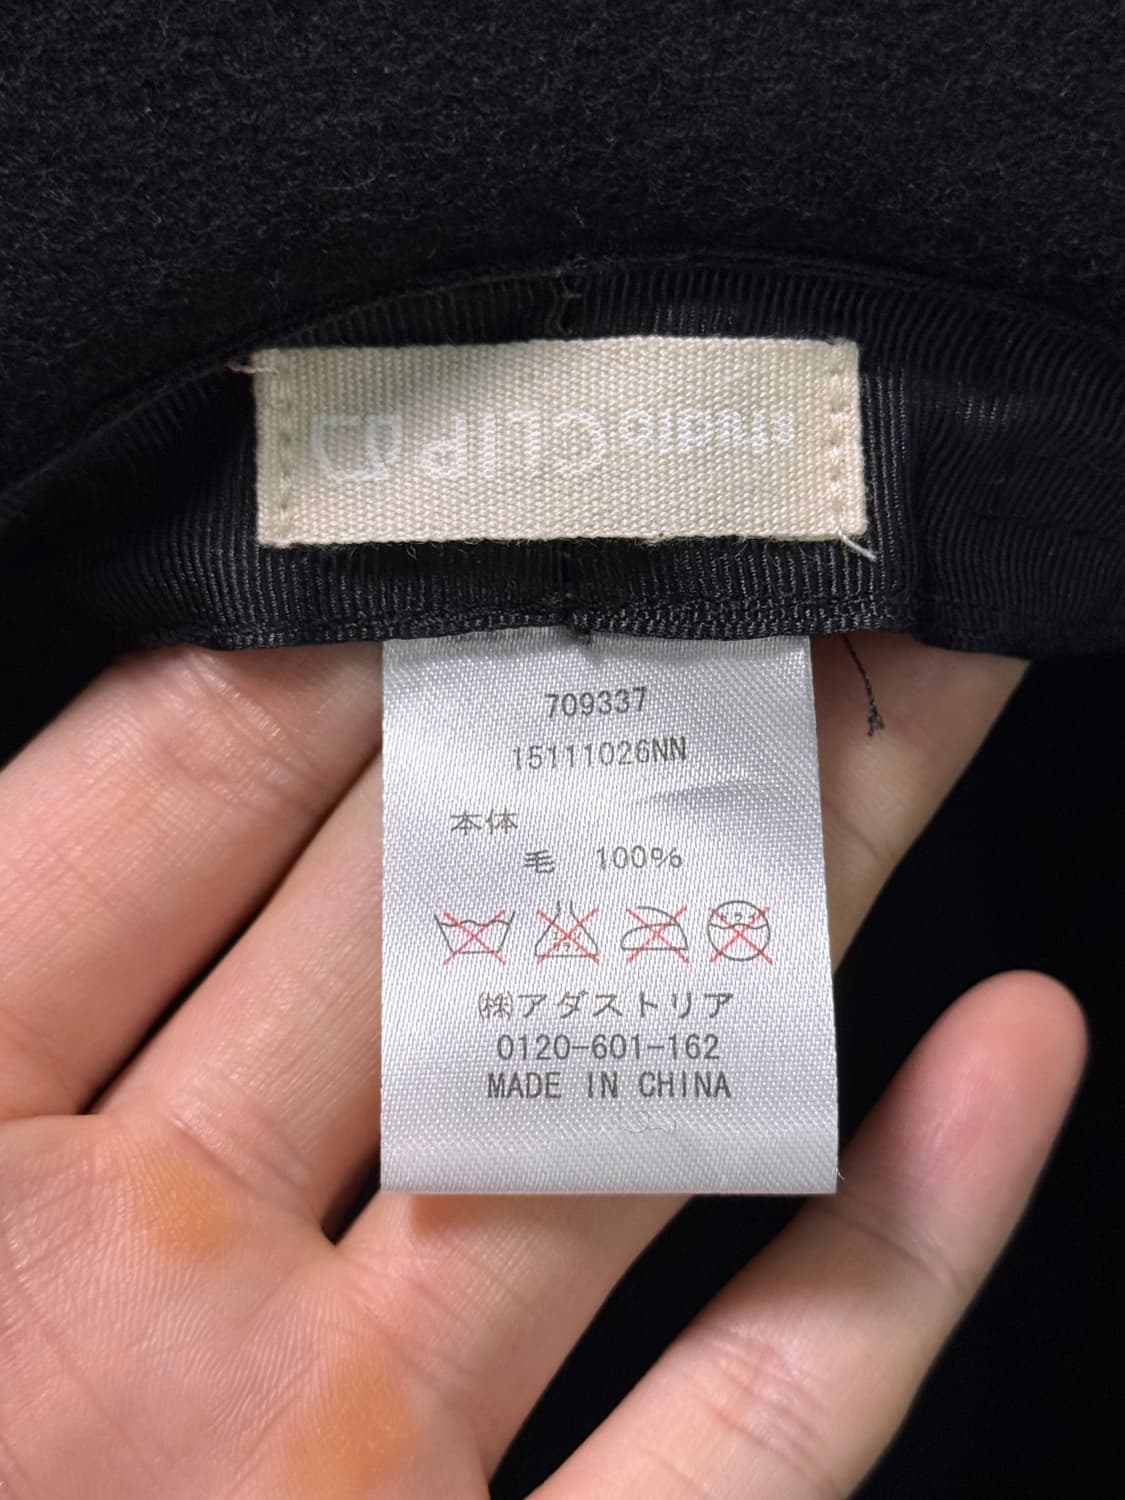 studio CLIP
709337
15111026NN
本体
毛 100%
㈱アダストリア
0120-601-162
MADE IN CHINA